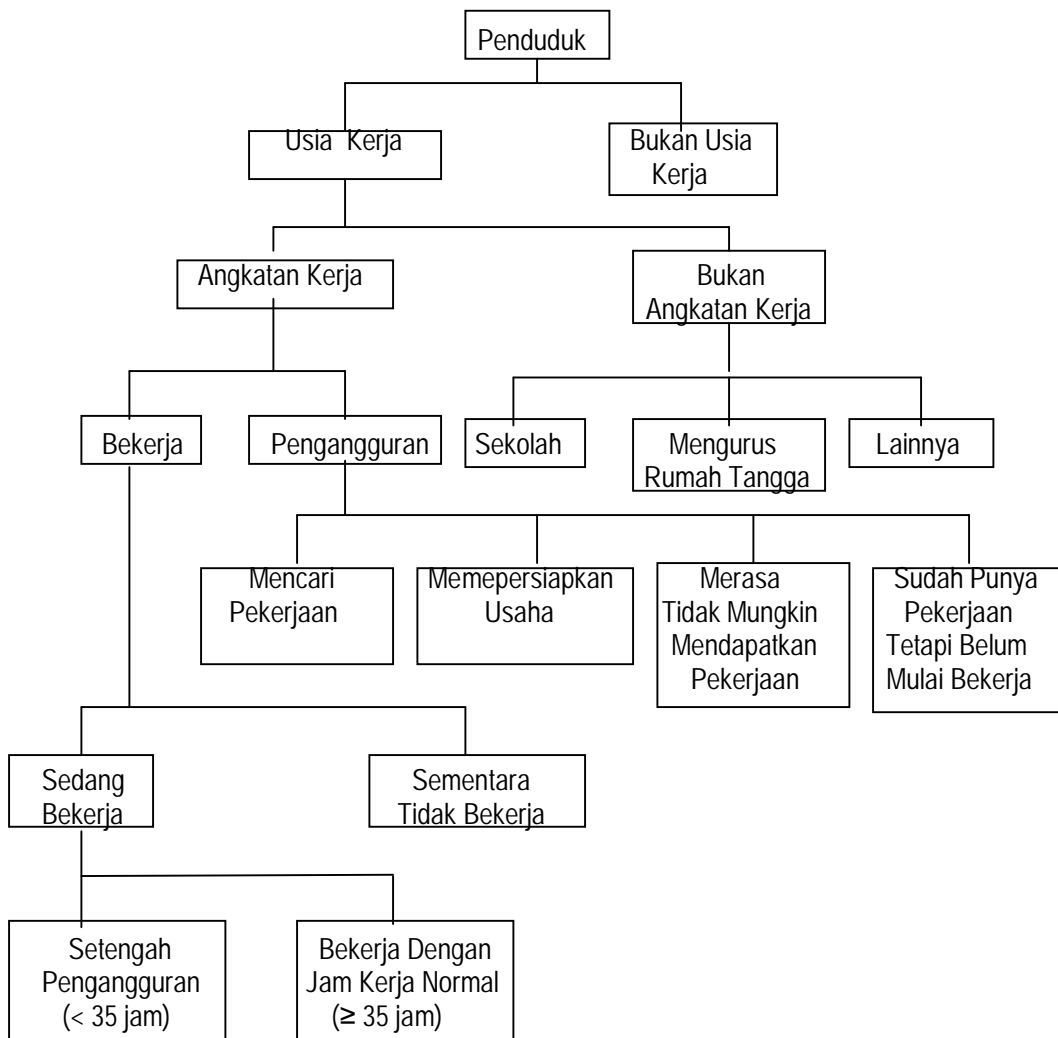 Penduduk
Usia Kerja
Bukan Usia
Kerja
Angkatan Kerja
Bukan
Angkatan Kerja
Bekerja
Pengangguran
Sekolah
Mengurus
Rumah Tangga
Lainnya
Mencari
Pekerjaan
Memepersiapkan
Usaha
Merasa
Tidak Mungkin
Mendapatkan
Pekerjaan
Sudah Punya
Pekerjaan
Tetapi Belum
Mulai Bekerja
Sedang
Bekerja
Sementara
Tidak Bekerja
Setengah
Pengangguran
(< 35 jam)
Bekerja Dengan
Jam Kerja Normal
(≥ 35 jam)